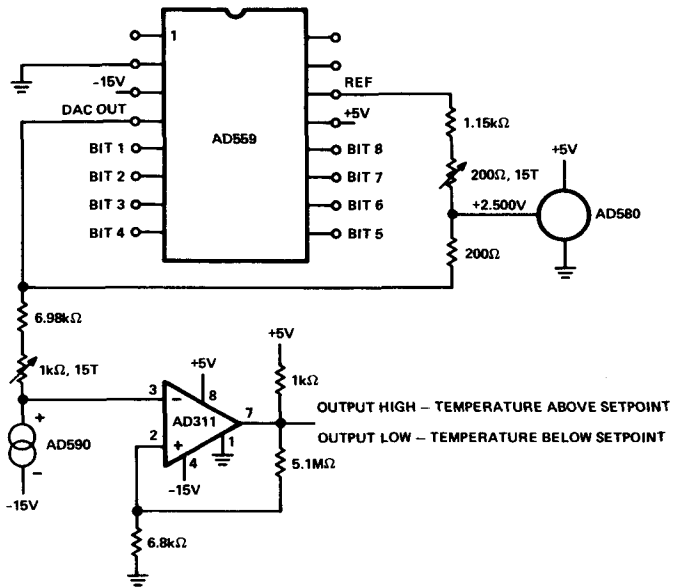 1
-15V
REF
DAC OUT
+5V
AD559
1.15kΩ
BIT 1
BIT 8
+5V
BIT 2
BIT 7
200Ω, 15T
BIT 3
BIT 6
+2.500V
AD580
BIT 4
BIT 5
200Ω
6.98kΩ
+5V
1kΩ, 15T
+5V
1kΩ
3
8
+
−
7
OUTPUT HIGH – TEMPERATURE ABOVE SETPOINT
AD311
AD590
2
+
1
OUTPUT LOW – TEMPERATURE BELOW SETPOINT
−
4
5.1MΩ
-15V
−15V
6.8kΩ